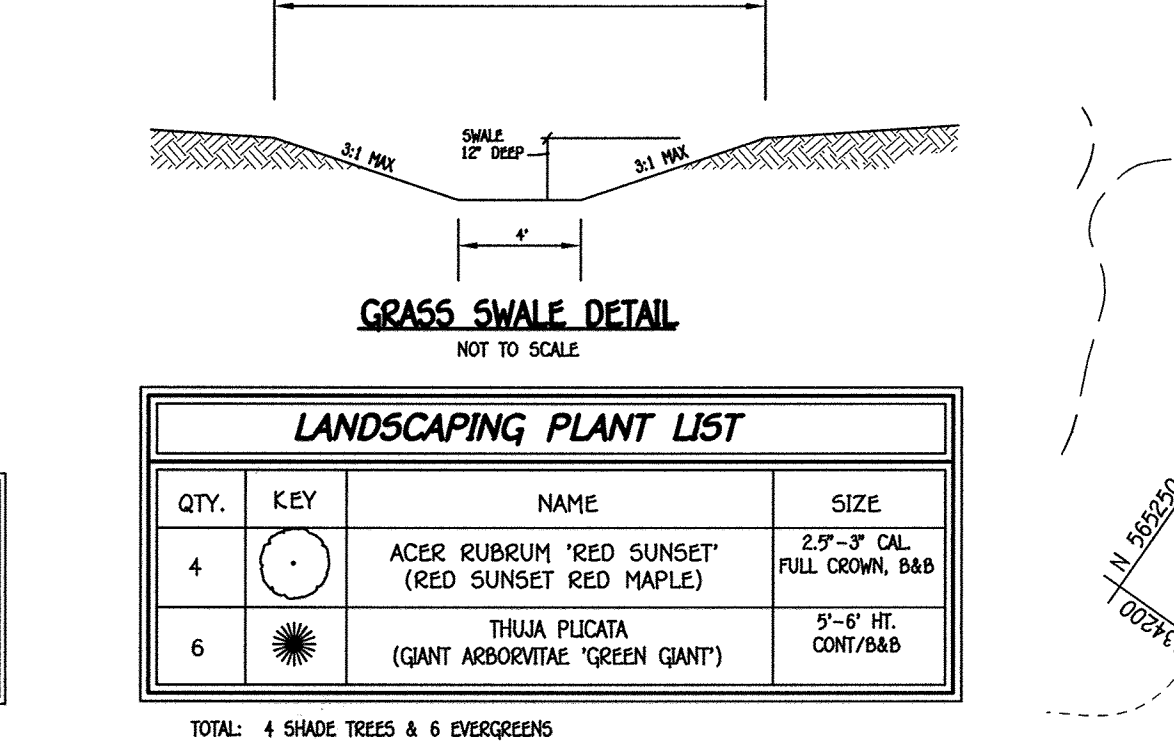 SWALE
12" DEEP
3:1 MAX
3:1 MAX
4'
GRASS SWALE DETAIL
NOT TO SCALE
LANDSCAPING PLANT LIST
QTY. KEY NAME SIZE
4 ACER RUBRUM 'RED SUNSET' 2.5"-3" CAL.
(RED SUNSET RED MAPLE) FULL CROWN, B&B
6 THUJA PLICATA 5'-6' HT.
(GIANT ARBORVITAE 'GREEN GIANT') CONT/B&B
TOTAL: 4 SHADE TREES & 6 EVERGREENS
N 565250